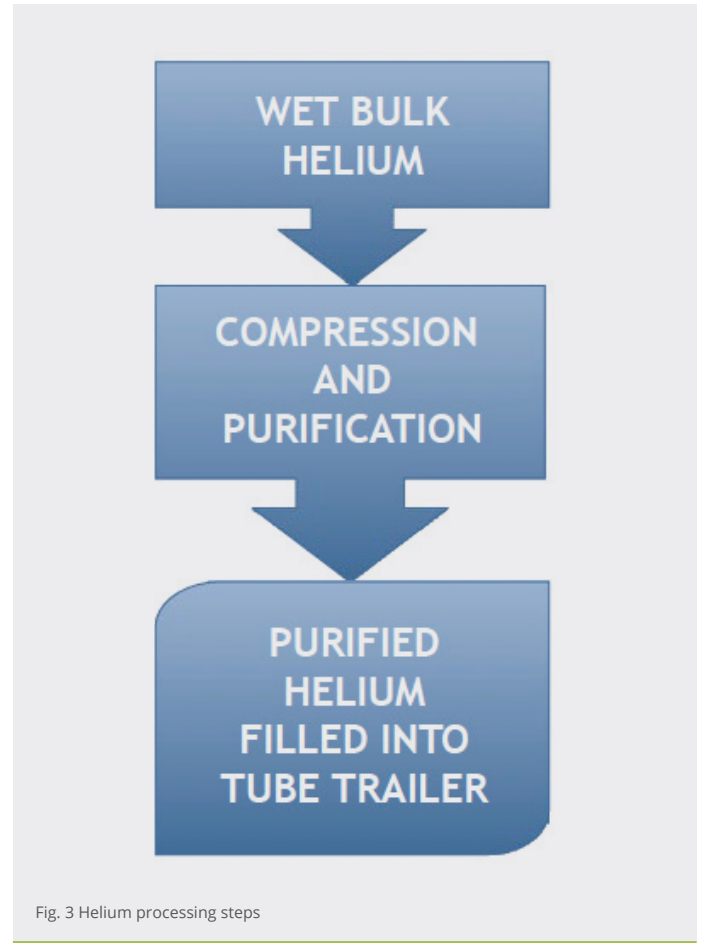 WET BULK
HELIUM
COMPRESSION
AND
PURIFICATION
PURIFIED
HELIUM
FILLED INTO
TUBE TRAILER
Fig. 3 Helium processing steps